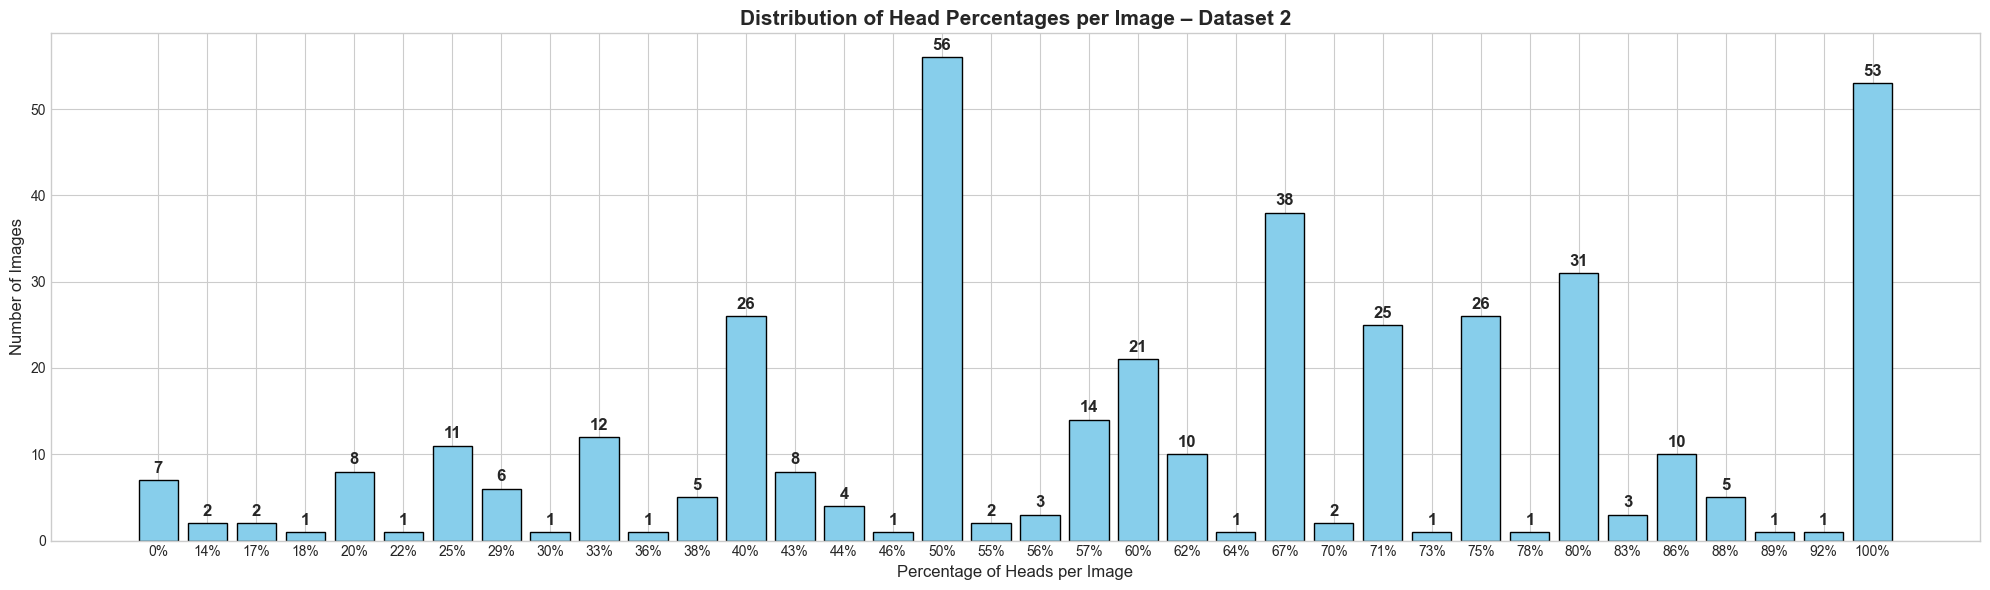 Distribution of Head Percentages per Image – Dataset 2
Number of Images
50
40
30
20
10
0
7 2 2 1 8 1 11 6 1 12 1 5 26 8 4 1 56 2 3 14 21 10 1 38 2 25 1 26 1 31 3 10 5 1 1 53
0% 14% 17% 18% 20% 22% 25% 29% 30% 33% 36% 38% 40% 43% 44% 46% 50% 55% 56% 57% 60% 62% 64% 67% 70% 71% 73% 75% 78% 80% 83% 86% 88% 89% 92% 100%
Percentage of Heads per Image